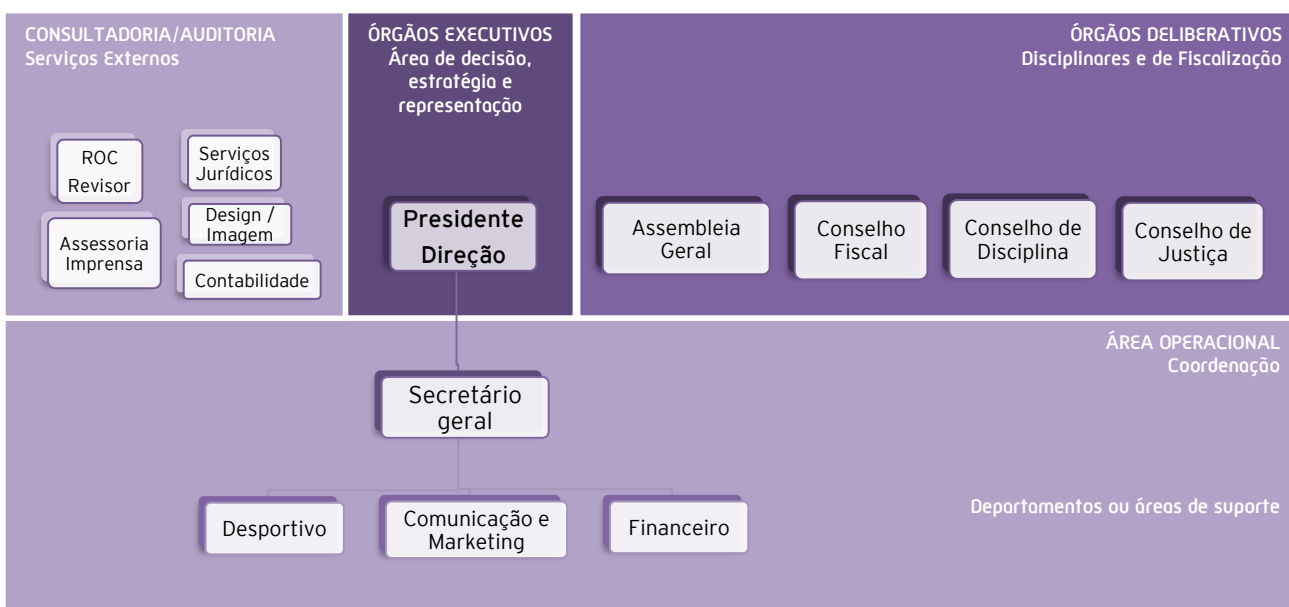 CONSULTADORIA/AUDITORIA
Serviços Externos
ROC
Revisor
Serviços
Jurídicos
Assessoria
Imprensa
Design /
Imagem
Contabilidade
ÓRGÃOS EXECUTIVOS
Área de decisão,
estratégia e
representação
Presidente
Direção
ÓRGÃOS DELIBERATIVOS
Disciplinares e de Fiscalização
Assembleia
Geral
Conselho
Fiscal
Conselho de
Disciplina
Conselho de
Justiça
ÁREA OPERACIONAL
Coordenação
Secretário
geral
Departamentos ou áreas de suporte
Desportivo
Comunicação e
Marketing
Financeiro